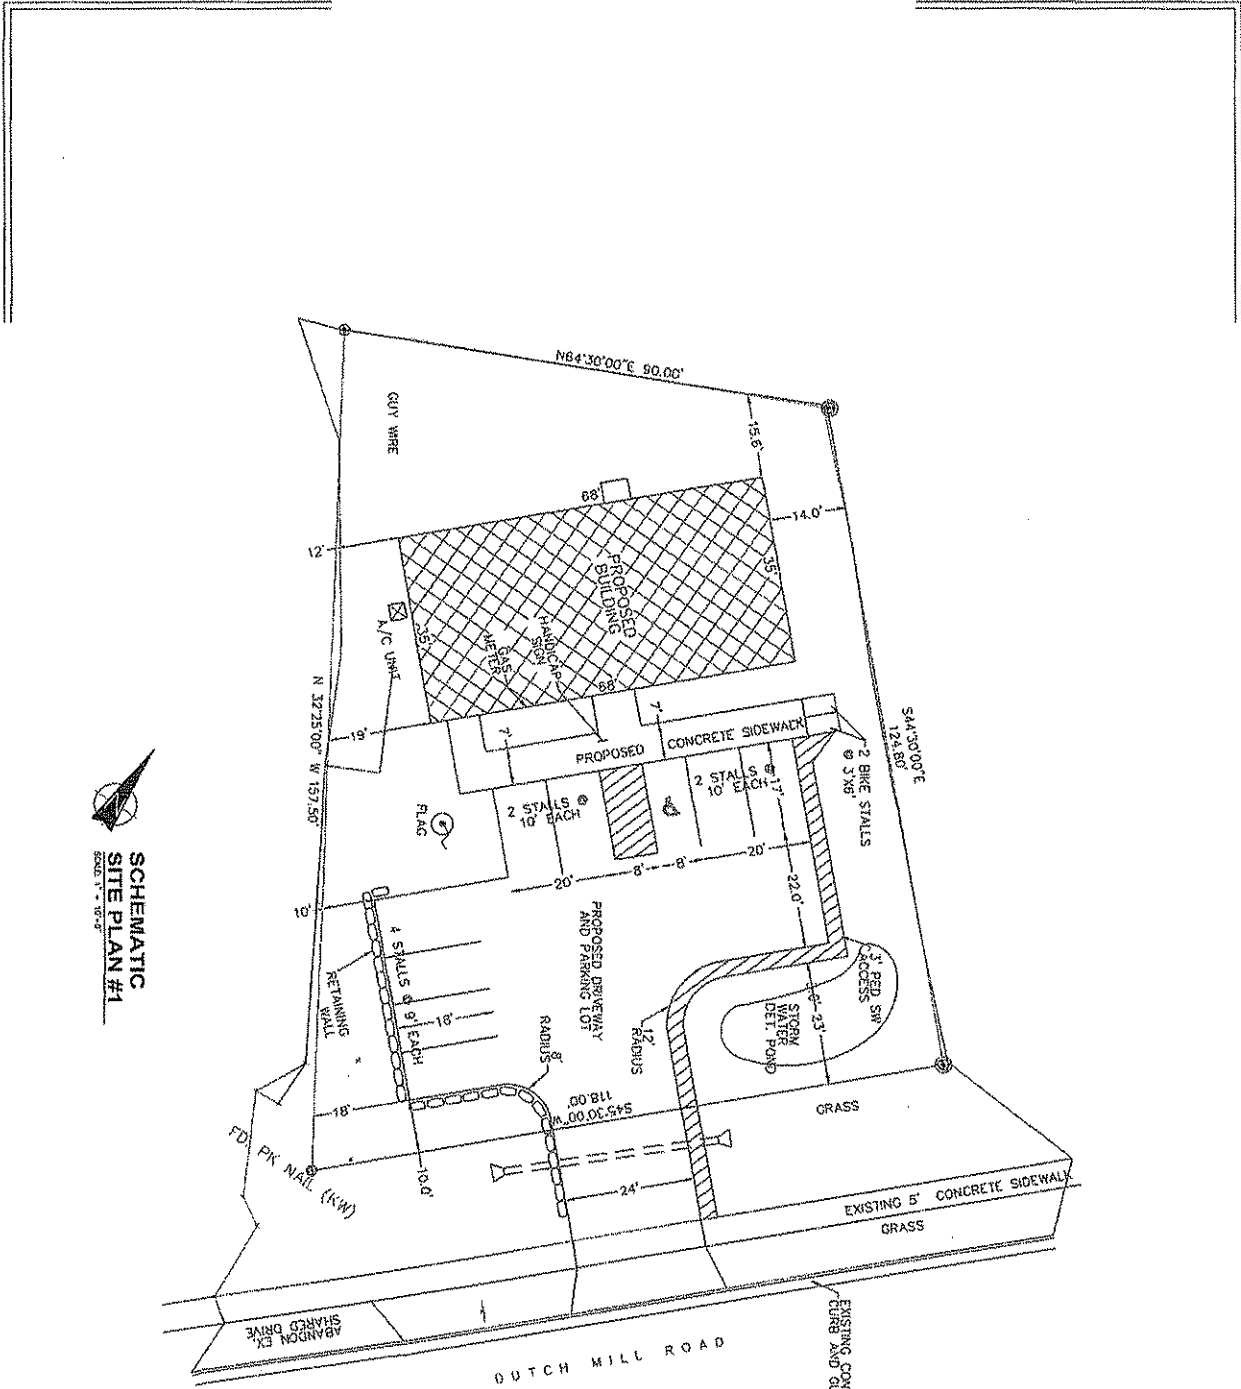 N64°30'00"E 90.00'
GUY WIRE
15.6'
68'
14.0'
12'
PROPOSED
BUILDING
35'
A/C UNIT
35'
HANDICAP
SIGN
GAS
METER
68'
N 32°25'00" W 157.50'
19'
7'
7'
PROPOSED
CONCRETE SIDEWALK
S44°30'00"E
124.80'
2 BIKE STALLS
@ 3'X6'
2 STALLS @
10' EACH
17'
2 STALLS @
10' EACH
FLAG
20'
8'
8'
20'
22.0'
SCHEMATIC
SITE PLAN #1
10'
4 STALLS @ 9' EACH
RETAINING
WALL
18'
PROPOSED DRIVEWAY
AND PARKING LOT
8'
RADIUS
12'
RADIUS
3' PED SW
ACCESS
23'
STORM
WATER
DET. POND
18'
S45°30'00"W
118.00'
GRASS
FD. PK NAIL (KW)
10.0'
24'
EXISTING 5' CONCRETE SIDEWALK
GRASS
ABANDON EX.
SHARED DRIVE
DUTCH MILL ROAD
EXISTING CON
CURB AND GU